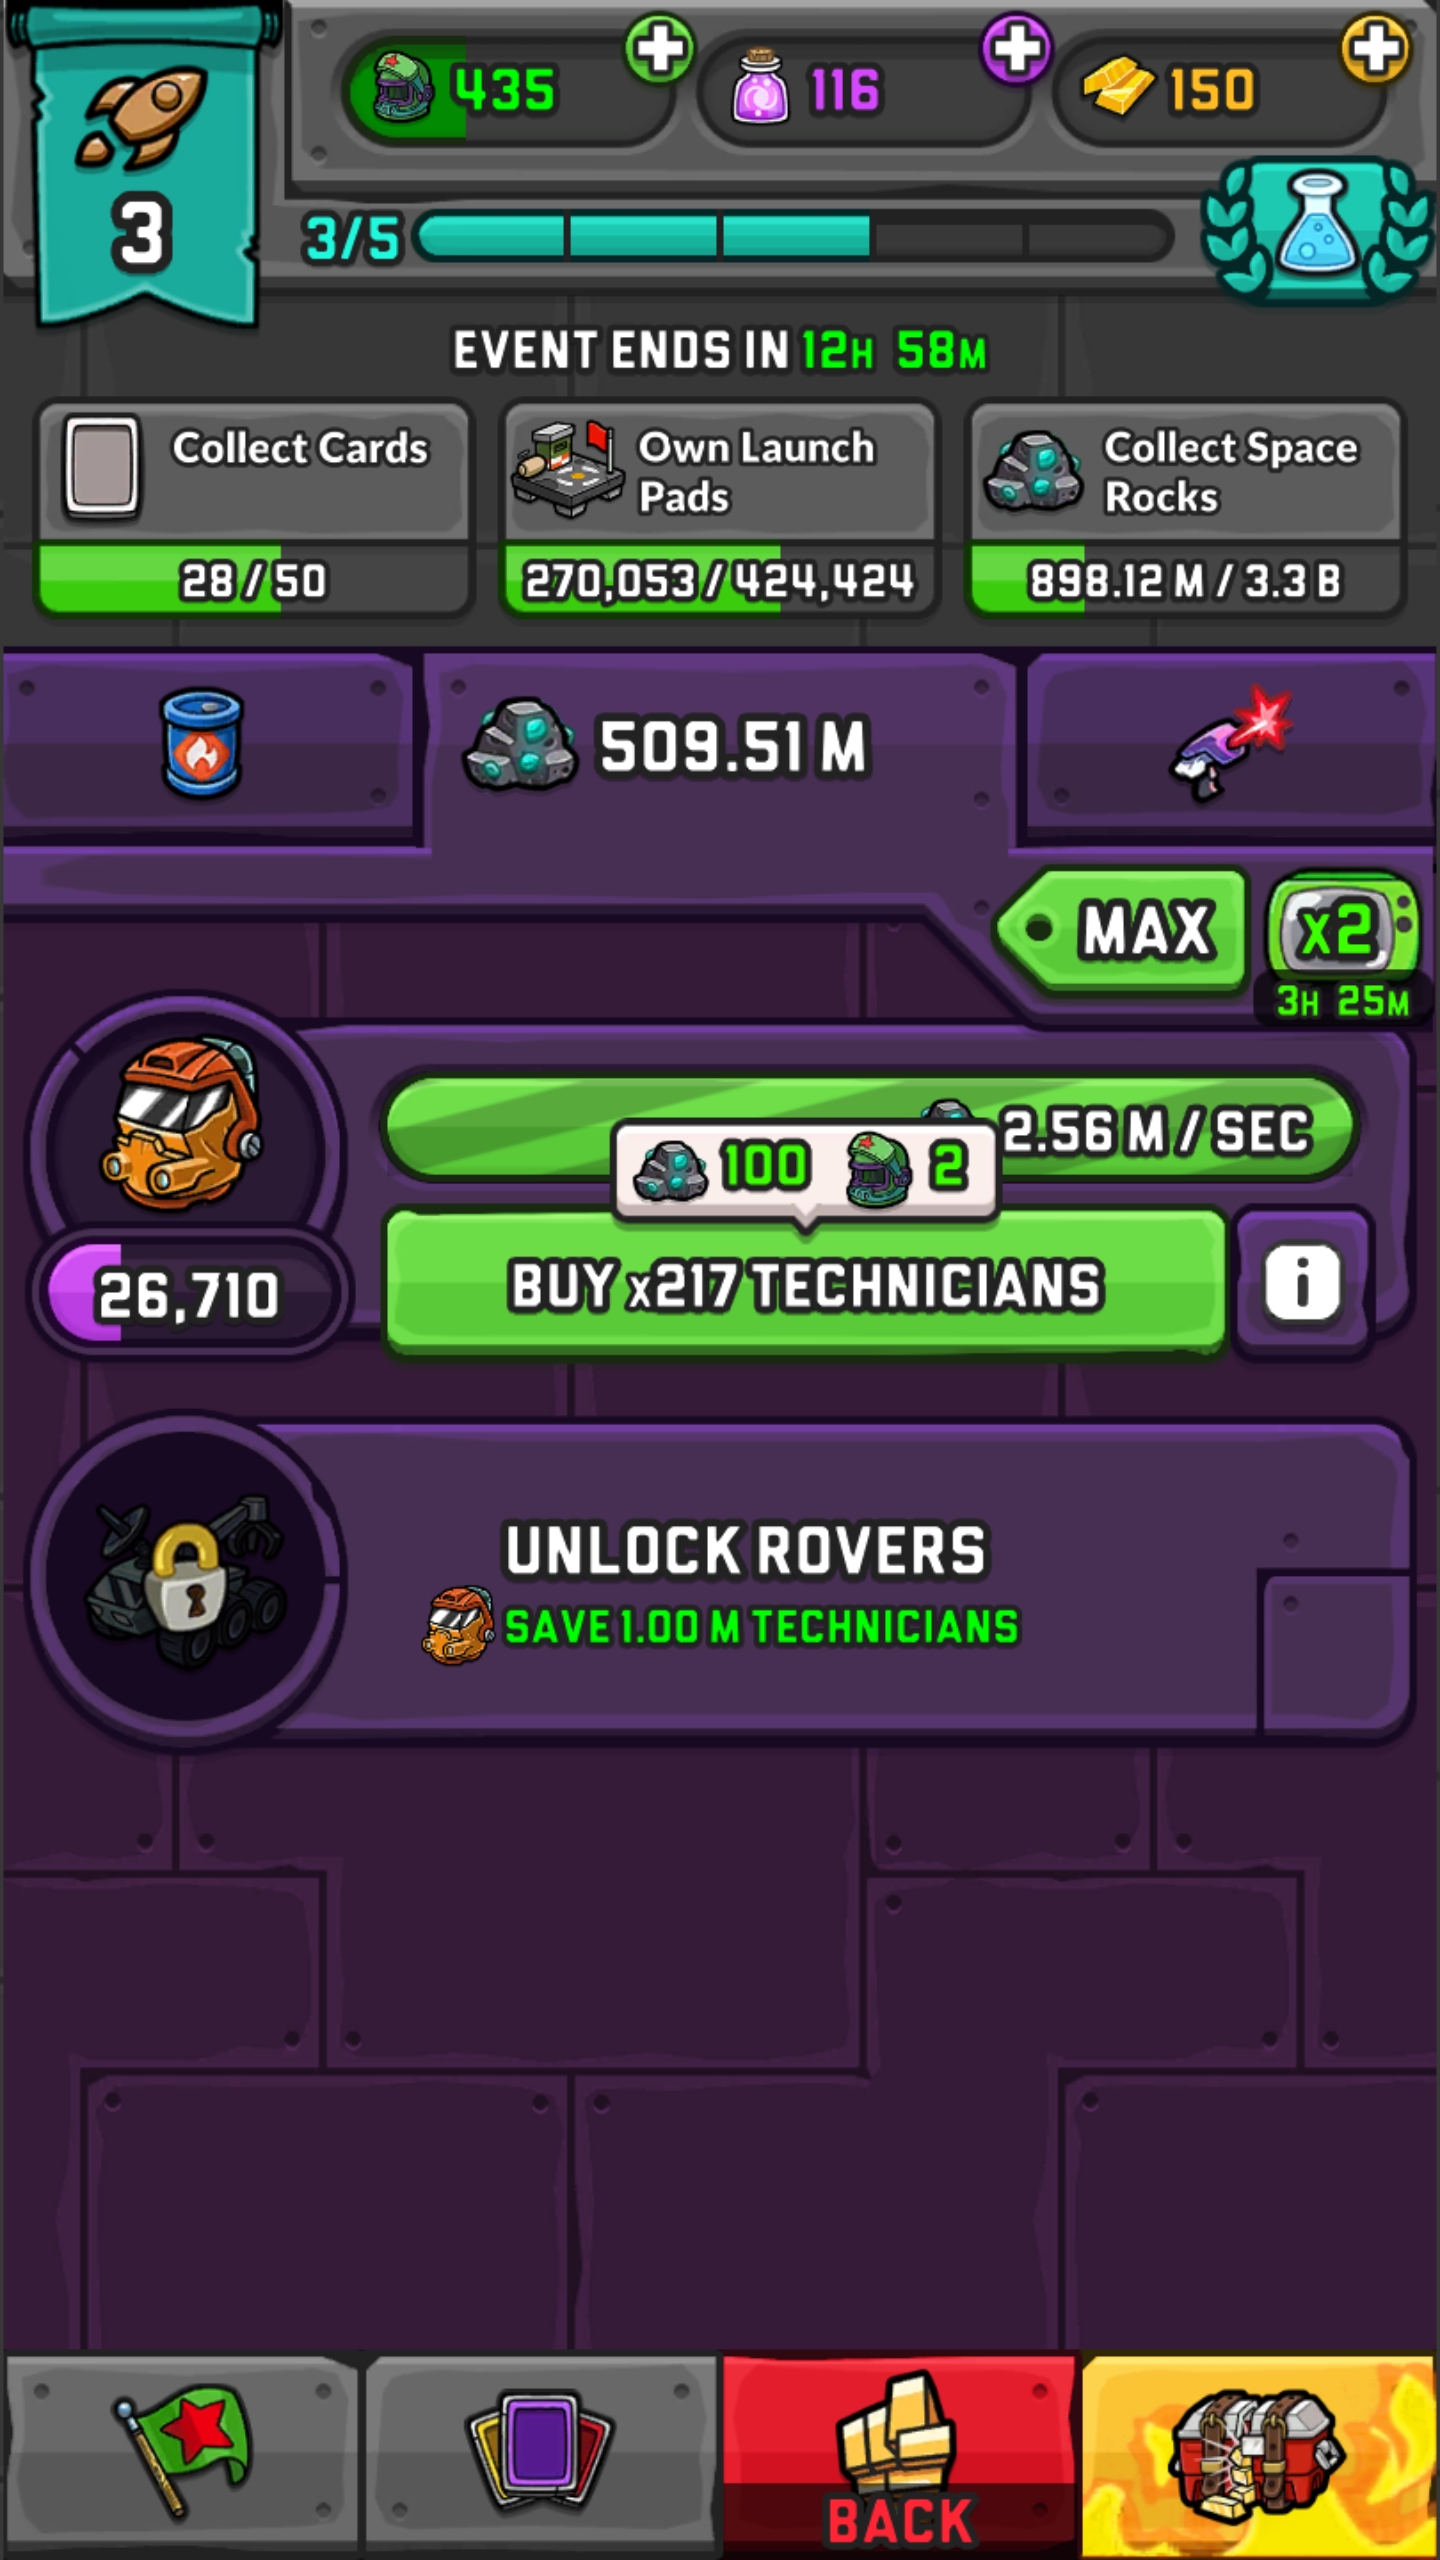 435
116
150
3
3/5
EVENT ENDS IN 12H 58M
Collect Cards
28 / 50
Own Launch
Pads
270,053 / 424,424
Collect Space
Rocks
898.12 M / 3.3 B
509.51 M
MAX
x2
3H 25M
2.56 M / SEC
100
2
26,710
BUY x217 TECHNICIANS
i
UNLOCK ROVERS
SAVE 1.00 M TECHNICIANS
BACK